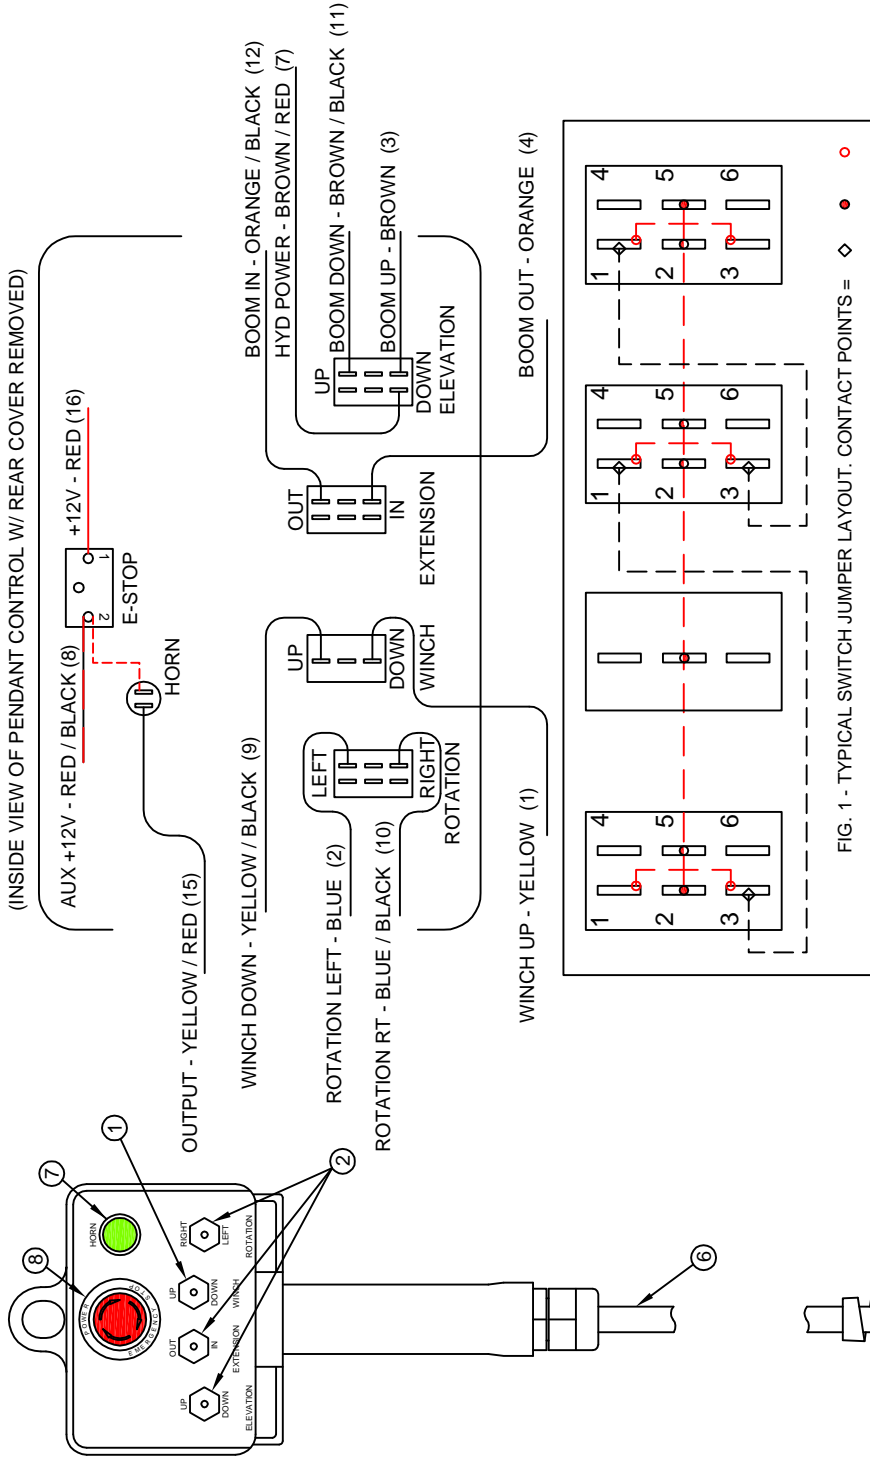 (INSIDE VIEW OF PENDANT CONTROL W/ REAR COVER REMOVED)
AUX +12V - RED / BLACK (8)
+12V - RED (16)
2
1
E-STOP
HORN
OUTPUT - YELLOW / RED (15)
WINCH DOWN - YELLOW / BLACK (9)
ROTATION LEFT - BLUE (2)
ROTATION RT - BLUE / BLACK (10)
WINCH UP - YELLOW (1)
BOOM IN - ORANGE / BLACK (12)
HYD POWER - BROWN / RED (7)
BOOM DOWN - BROWN / BLACK (11)
BOOM UP - BROWN (3)
BOOM OUT - ORANGE (4)
LEFT
RIGHT
ROTATION
UP
DOWN
WINCH
OUT
IN
EXTENSION
UP
DOWN
ELEVATION
1
2
3
4
5
6
1
2
3
4
5
6
1
2
3
4
5
6
FIG. 1 - TYPICAL SWITCH JUMPER LAYOUT. CONTACT POINTS =
8
7
1
2
6
POWER
EMERGENCY STOP
HORN
UP
DOWN
ELEVATION
OUT
IN
EXTENSION
UP
DOWN
WINCH
RIGHT
LEFT
ROTATION